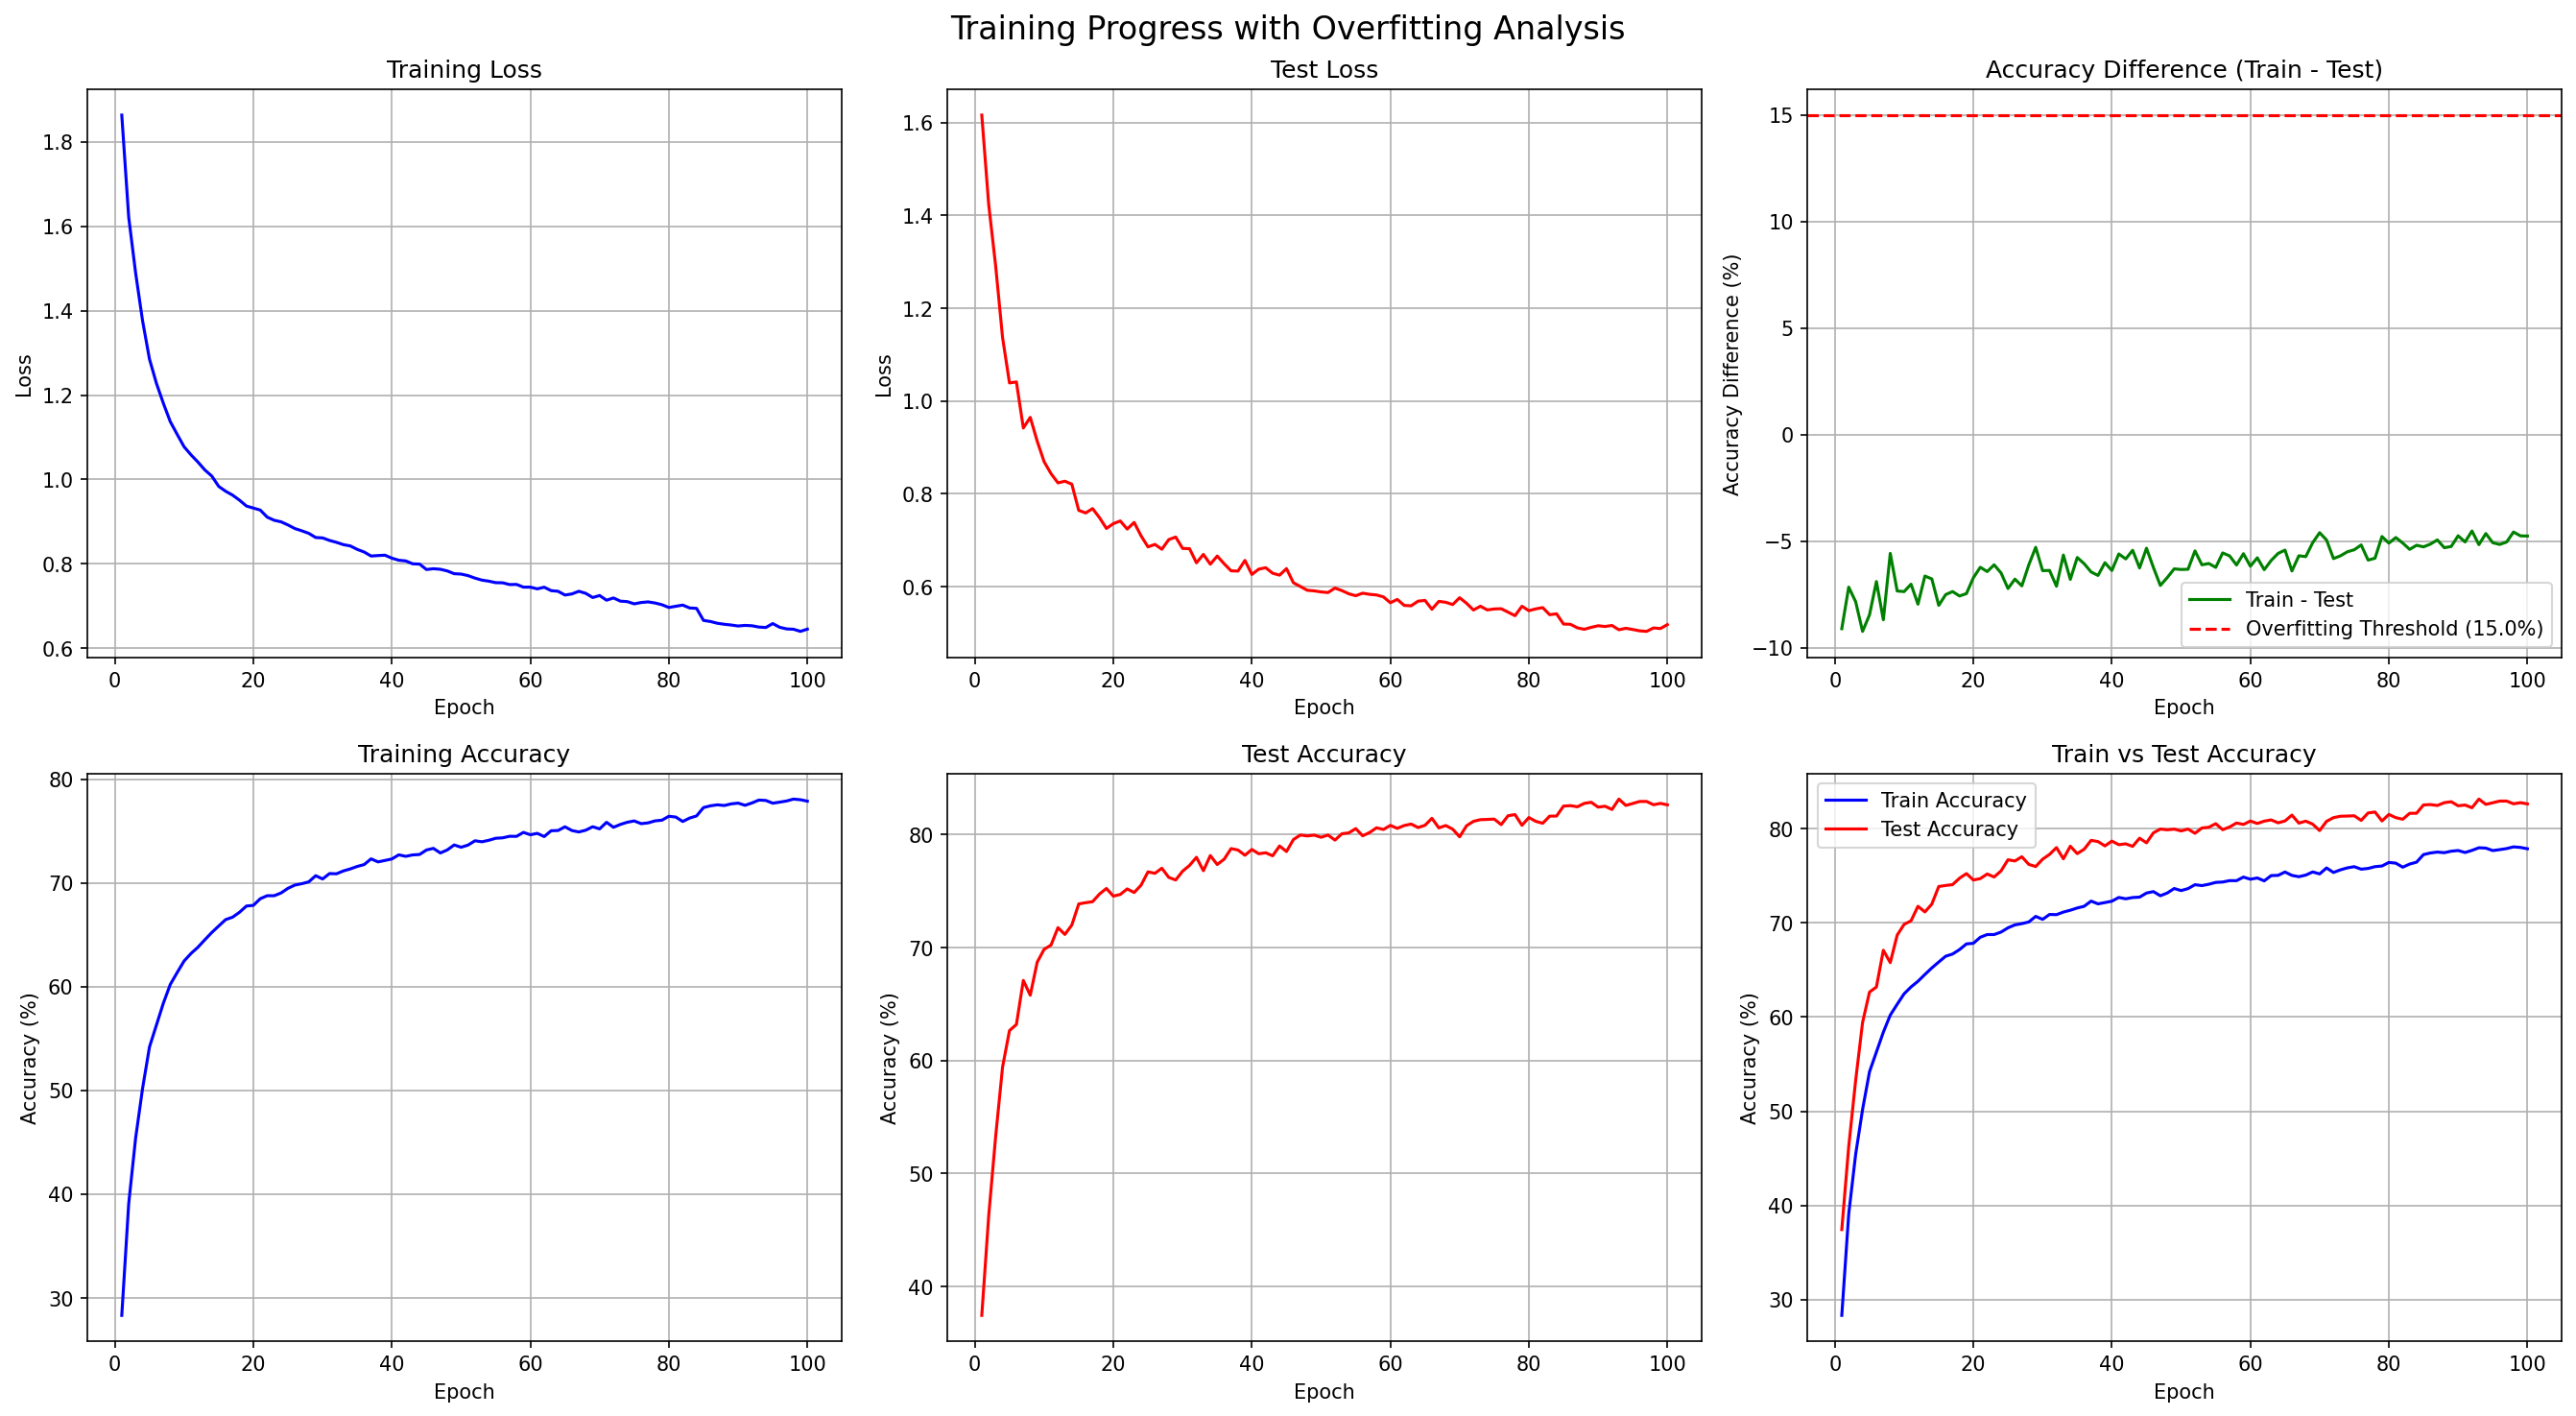 Training Progress with Overfitting Analysis
Training Loss
Loss
1.8
1.6
1.4
1.2
1.0
0.8
0.6
0 20 40 60 80 100
Epoch
Test Loss
Loss
1.6
1.4
1.2
1.0
0.8
0.6
0 20 40 60 80 100
Epoch
Accuracy Difference (Train - Test)
Accuracy Difference (%)
15
10
5
0
−5
−10
Train - Test
Overfitting Threshold (15.0%)
0 20 40 60 80 100
Epoch
Training Accuracy
Accuracy (%)
80
70
60
50
40
30
0 20 40 60 80 100
Epoch
Test Accuracy
Accuracy (%)
80
70
60
50
40
0 20 40 60 80 100
Epoch
Train vs Test Accuracy
Accuracy (%)
Train Accuracy
Test Accuracy
80
70
60
50
40
30
0 20 40 60 80 100
Epoch